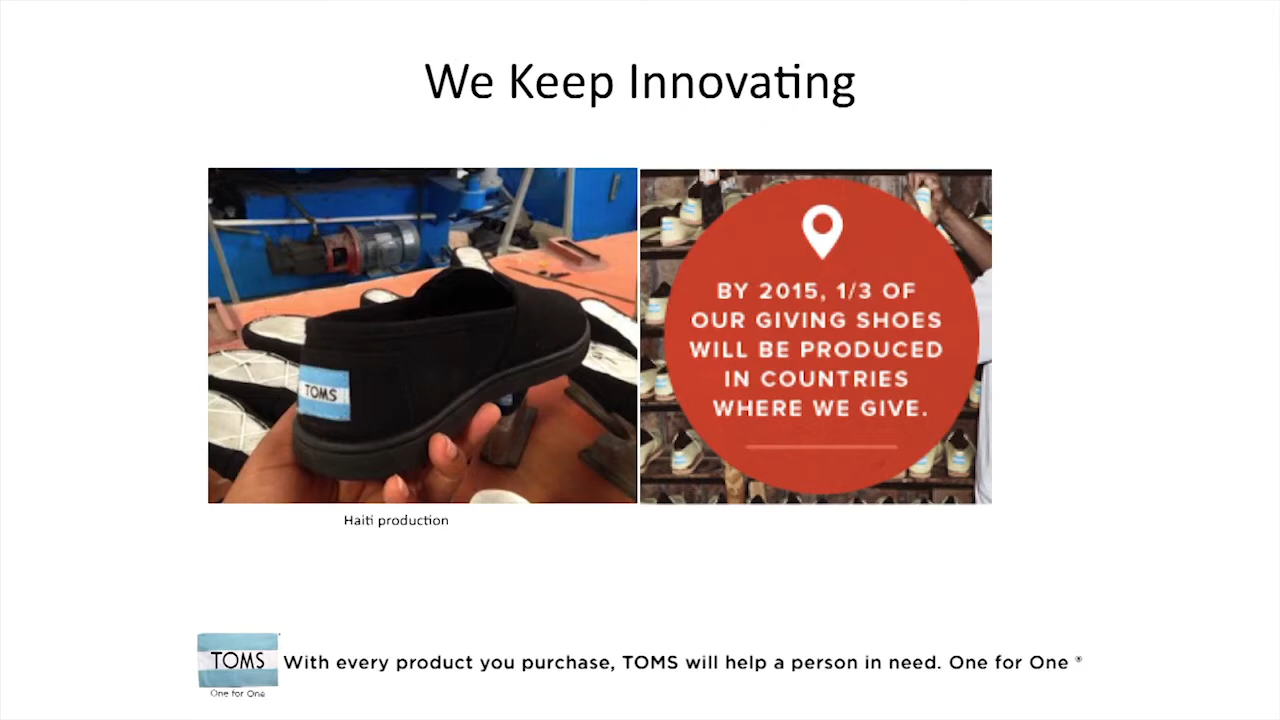 We Keep Innovating
TOMS
BY 2015, 1/3 OF
OUR GIVING SHOES
WILL BE PRODUCED
IN COUNTRIES
WHERE WE GIVE.
Haiti production
TOMS
One for One
With every product you purchase, TOMS will help a person in need. One for One ®